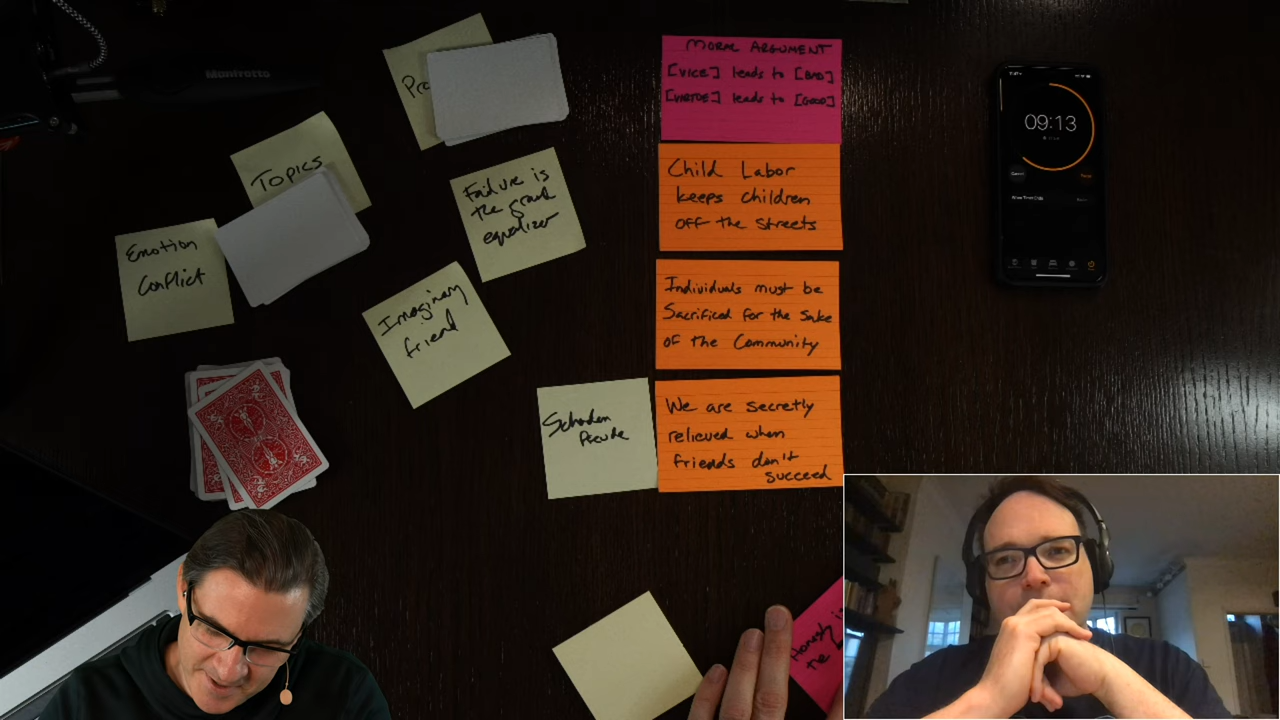 Manfrotto
Topics
Emotion
Conflict
Failure is
the great
equalizer
Imaginary
friend
MORAL ARGUMENT
[VICE] leads to [BAD]
[VIRTUE] leads to [GOOD]
Child Labor
keeps children
off the streets
Individuals must be
Sacrificed for the Sake
of the Community
Schaden
We are secretly
relieved when
friends don't
succeed
09:13
the